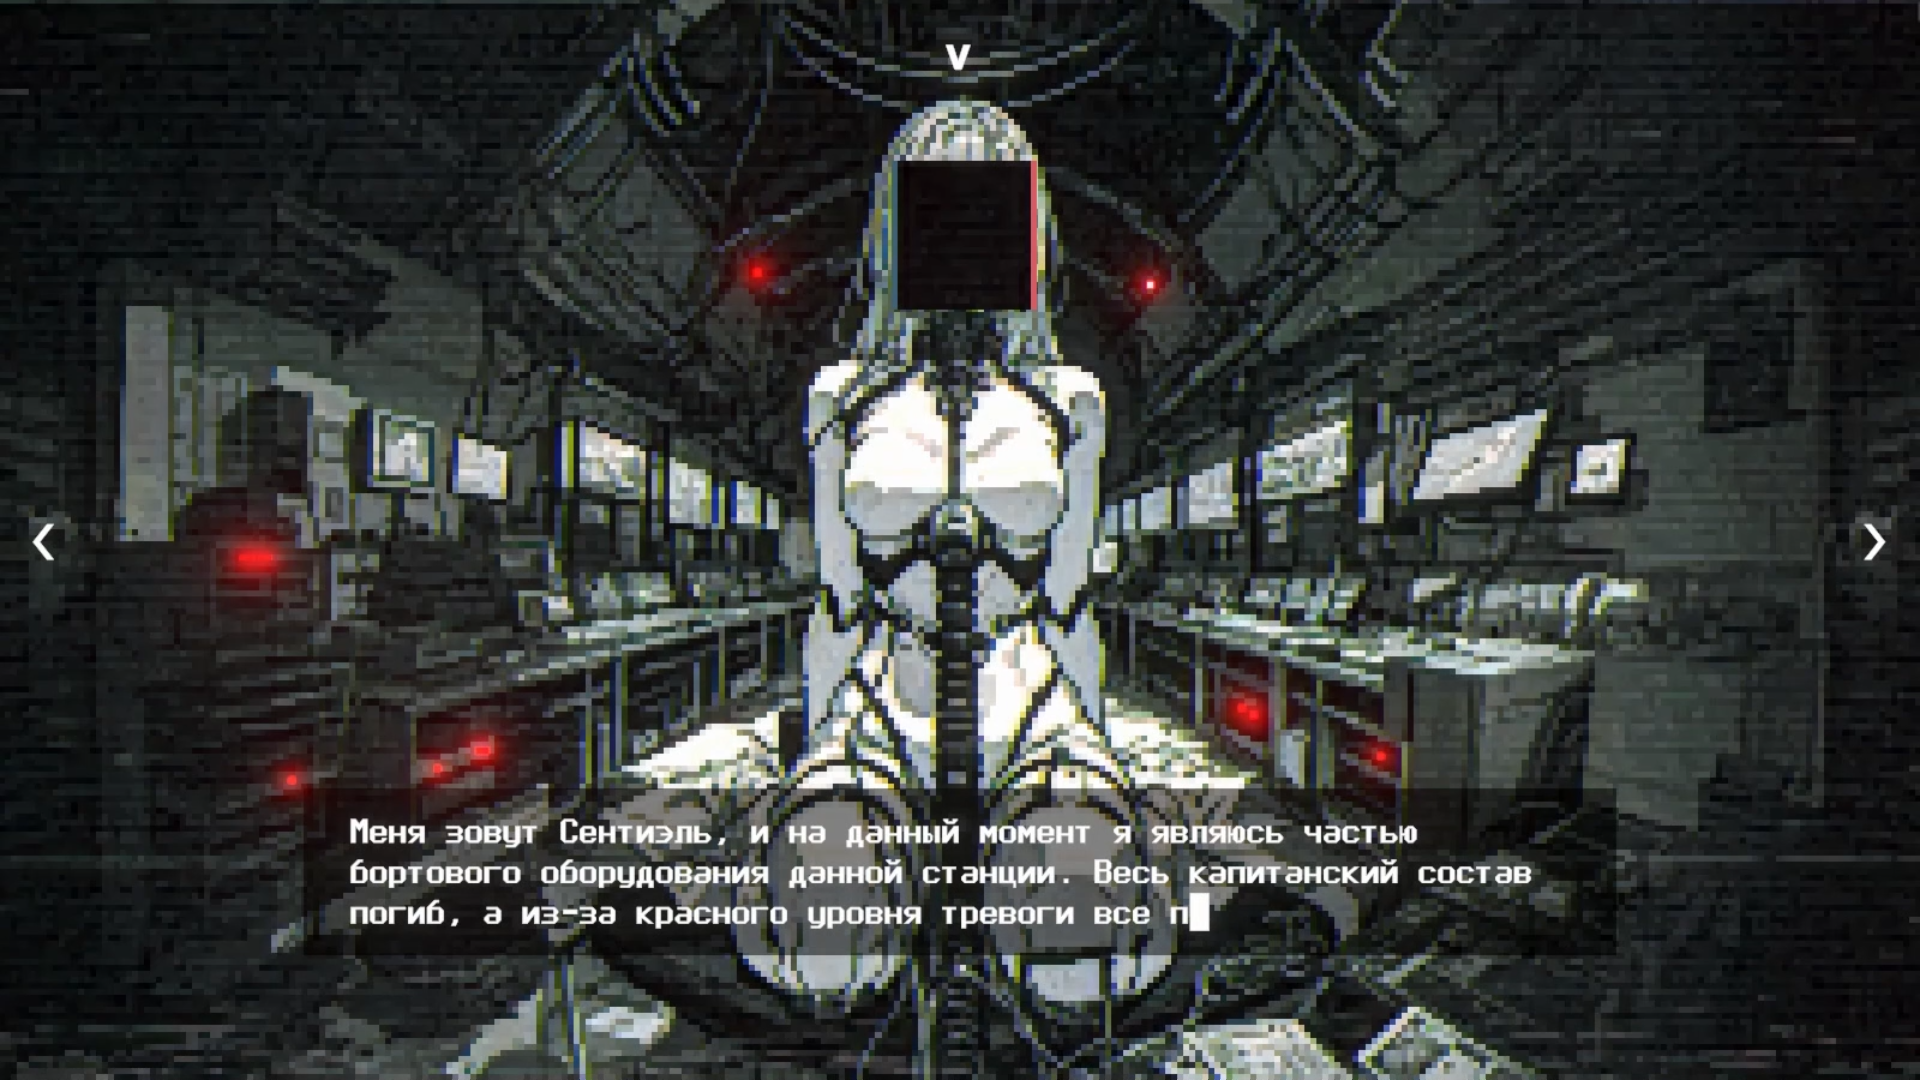 v
Меня зовут Сентиэль, и на данный момент я являюсь частью
бортового оборудования данной станции. Весь капитанский состав
погиб, а из-за красного уровня тревоги все п